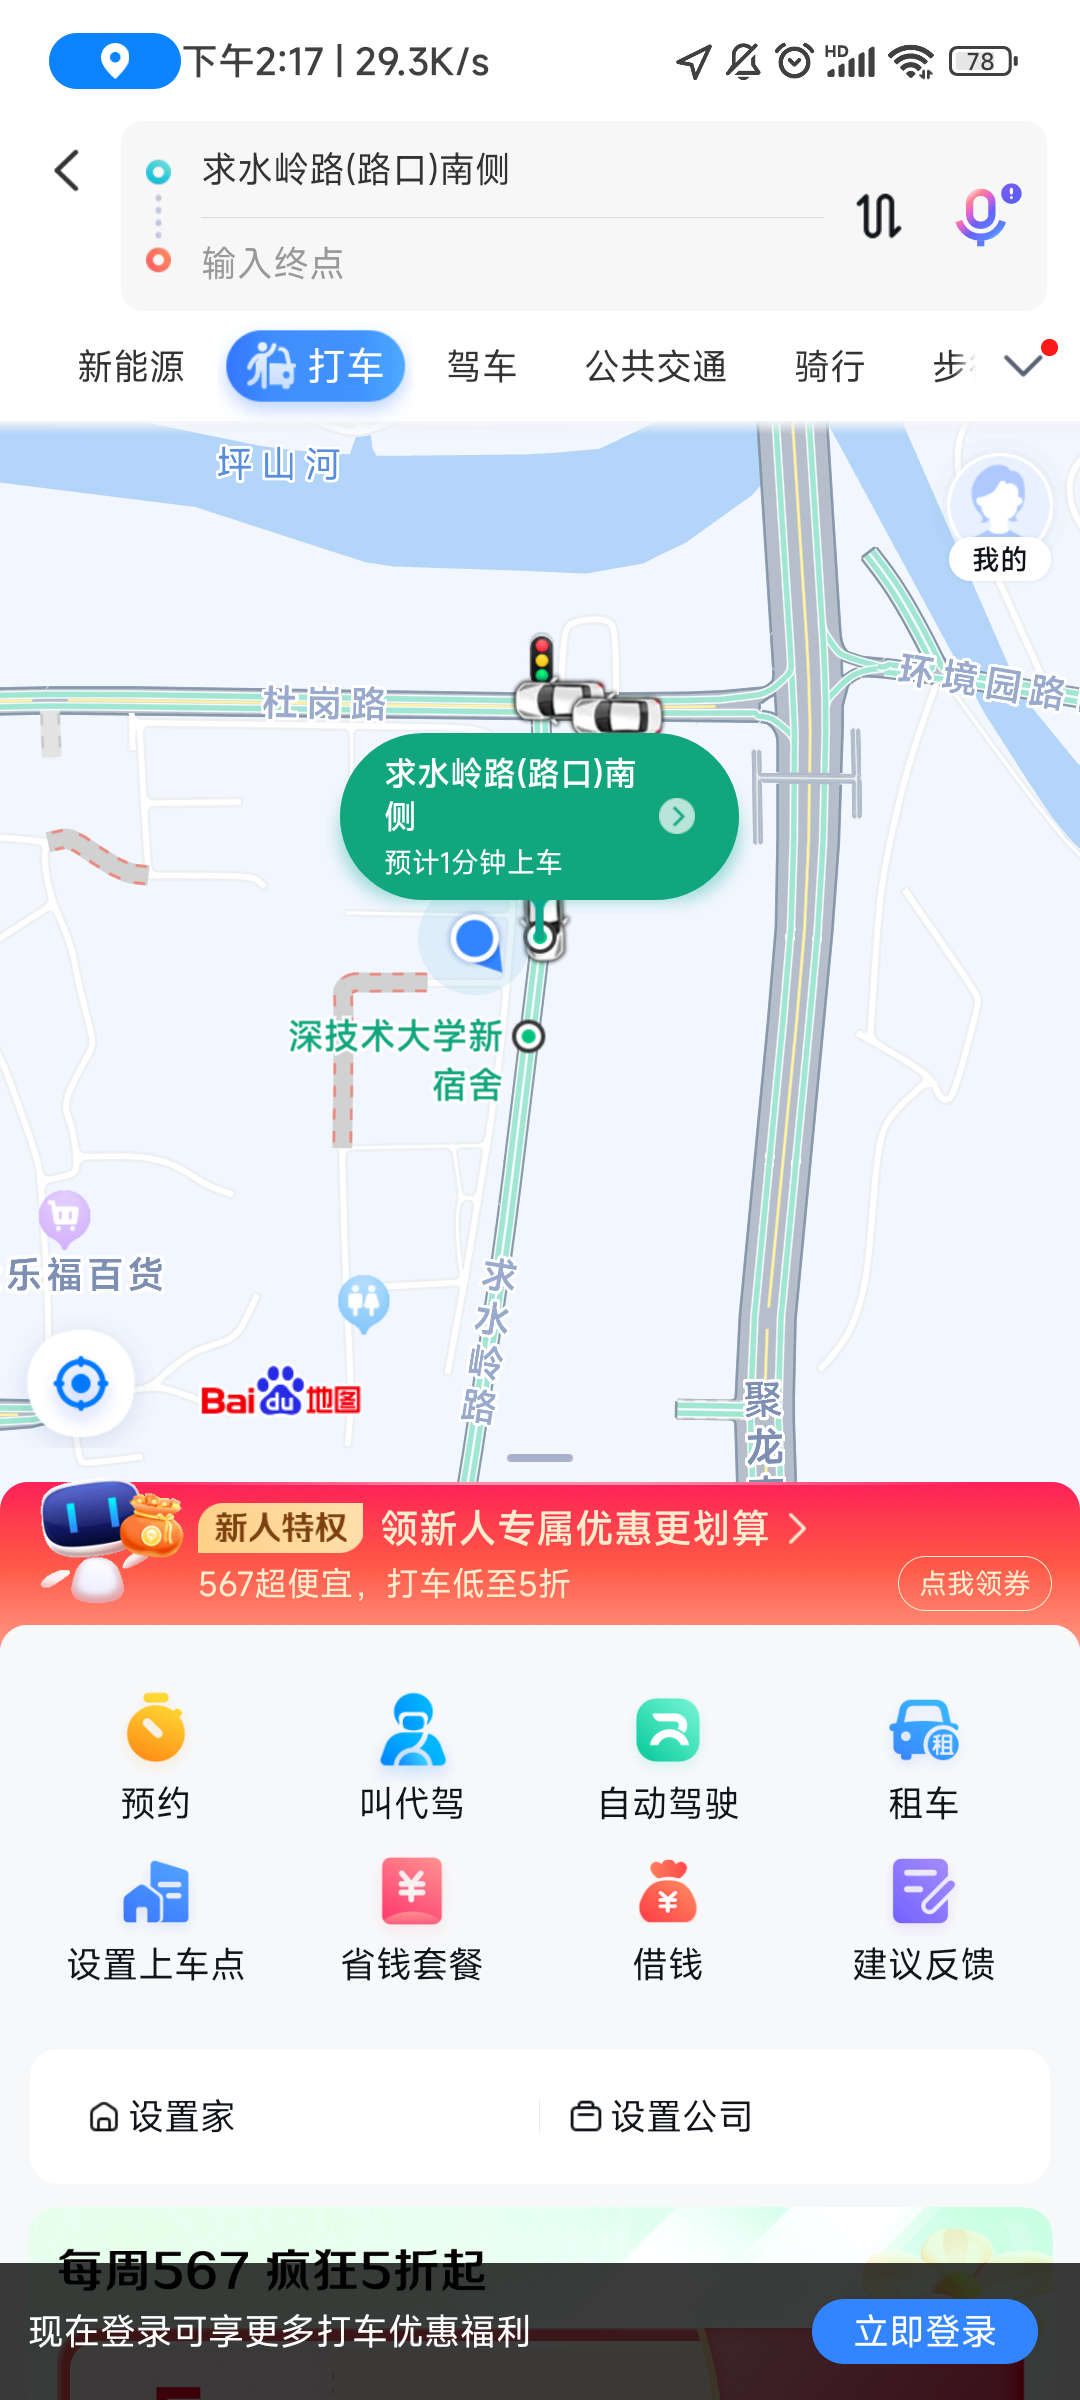 下午2:17 | 29.3K/s
HD
78
求水岭路(路口)南侧
输入终点
新能源
打车
驾车
公共交通
骑行
坪山河
我的
环境园路
杜岗路
求水岭路(路口)南
侧
预计1分钟上车
深技术大学新
宿舍
乐福百货
求水岭路
Bai du 地图
聚龙
新人特权
领新人专属优惠更划算
567超便宜，打车低至5折
点我领券
预约
叫代驾
自动驾驶
租
租车
设置上车点
省钱套餐
借钱
建议反馈
设置家
设置公司
每周567 疯狂5折起
现在登录可享更多打车优惠福利
立即登录